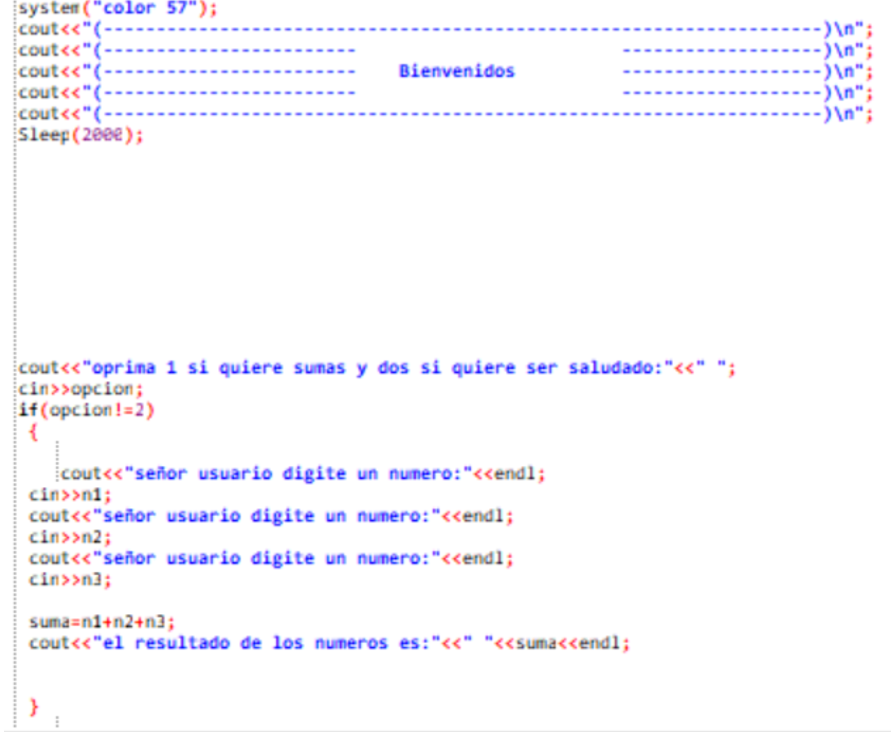 system("color 57");
cout<<"(--------------------------------------------------------------------)\n";
cout<<"(------------------------                         -------------------)\n";
cout<<"(------------------------    Bienvenidos          -------------------)\n";
cout<<"(------------------------                         -------------------)\n";
cout<<"(--------------------------------------------------------------------)\n";
Sleep(2000);
cout<<"oprima 1 si quiere sumas y dos si quiere ser saludado:"<<" ";
cin>>opcion;
if(opcion!=2)
{
cout<<"señor usuario digite un numero:"<<endl;
cin>>n1;
cout<<"señor usuario digite un numero:"<<endl;
cin>>n2;
cout<<"señor usuario digite un numero:"<<endl;
cin>>n3;
suma=n1+n2+n3;
cout<<"el resultado de los numeros es:"<<" "<<suma<<endl;
}